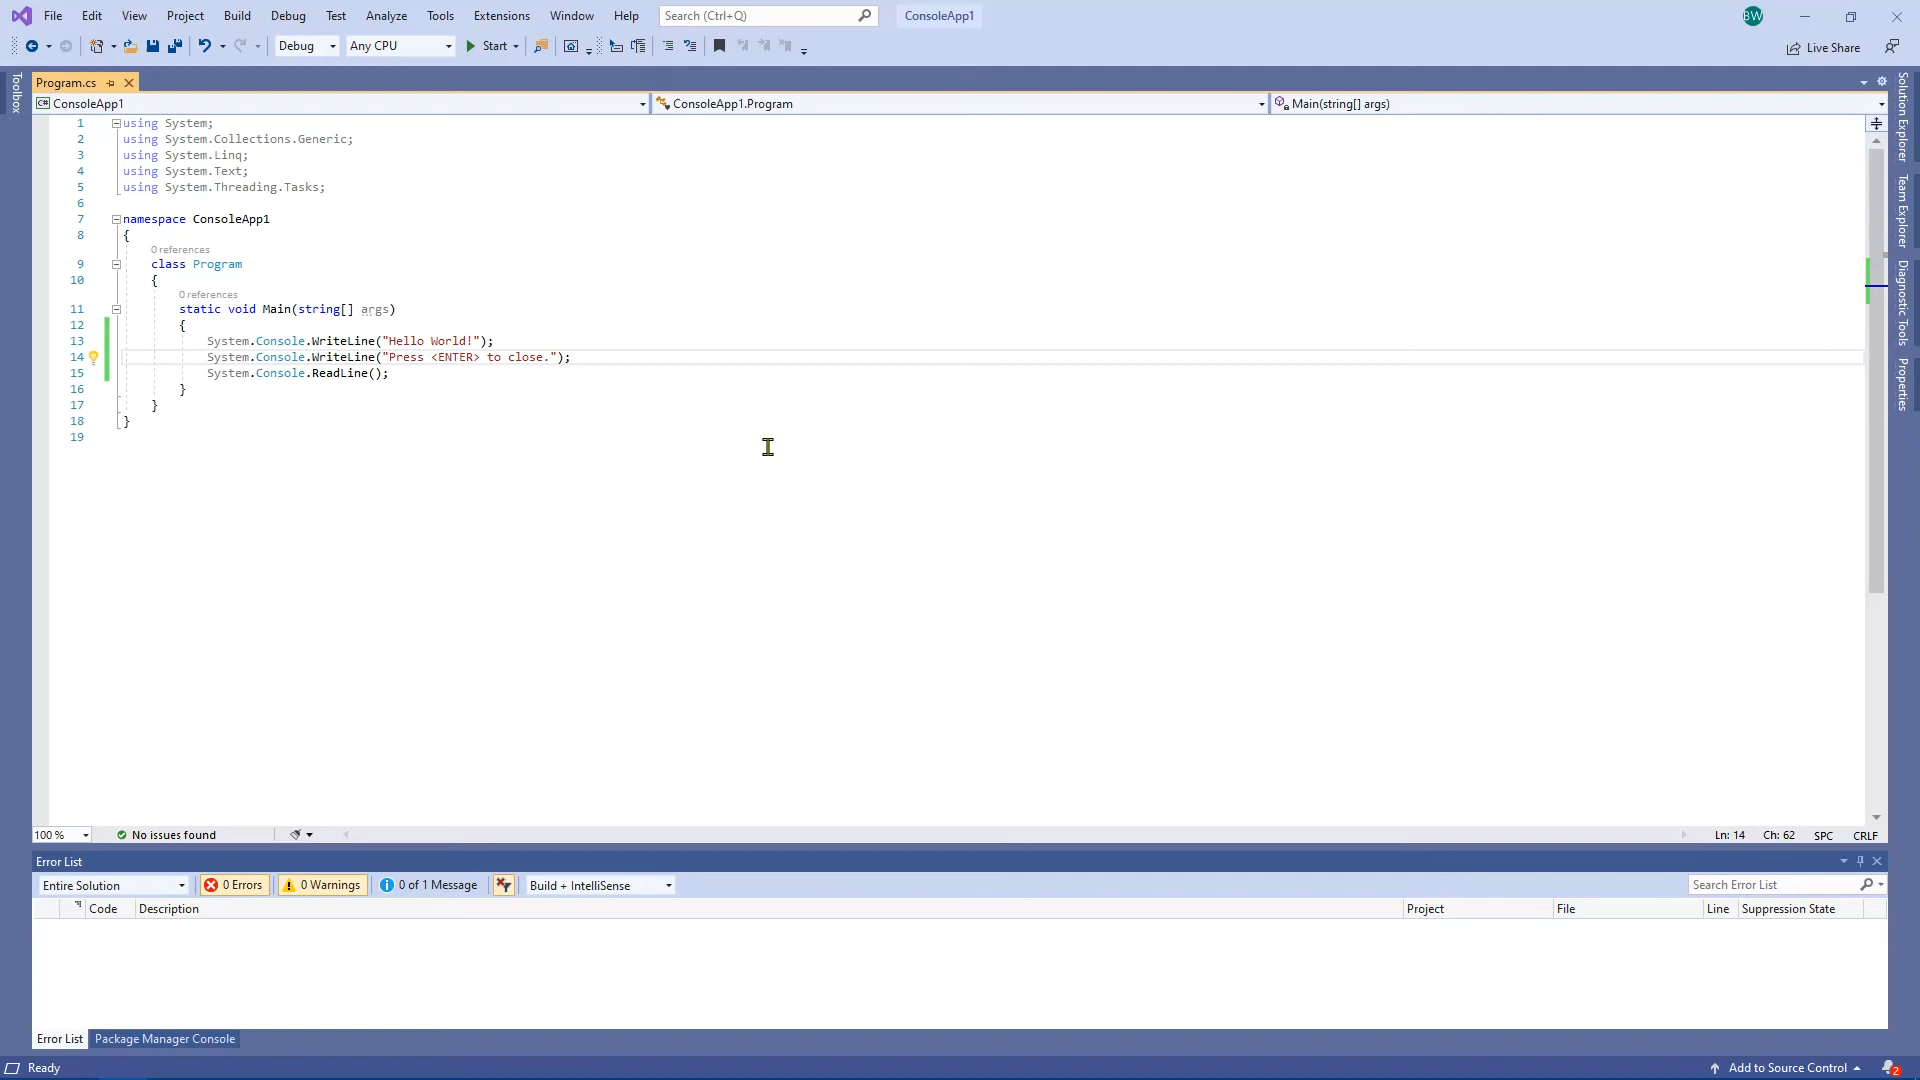 File Edit View Project Build Debug Test Analyze Tools Extensions Window Help Search (Ctrl+Q) ConsoleApp1 BW
Debug Any CPU Start Live Share
Toolbox
Program.cs
ConsoleApp1 ConsoleApp1.Program Main(string[] args)
1 using System;
2 using System.Collections.Generic;
3 using System.Linq;
4 using System.Text;
5 using System.Threading.Tasks;
6
7 namespace ConsoleApp1
8 {
0 references
9 class Program
10 {
0 references
11 static void Main(string[] args)
12 {
13 System.Console.WriteLine("Hello World!");
14 System.Console.WriteLine("Press <ENTER> to close.");
15 System.Console.ReadLine();
16 }
17 }
18 }
19
Solution Explorer
Team Explorer
Diagnostic Tools
Properties
100 % No issues found Ln: 14 Ch: 62 SPC CRLF
Error List
Entire Solution 0 Errors 0 Warnings 0 of 1 Message Build + IntelliSense Search Error List
Code Description Project File Line Suppression State
Error List Package Manager Console
Ready Add to Source Control 2